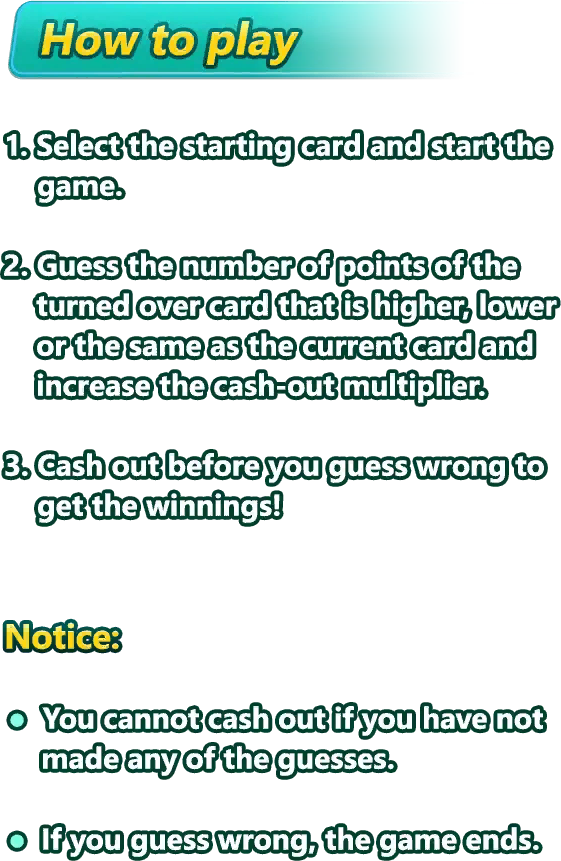 How to play
1. Select the starting card and start the
game.
2. Guess the number of points of the
turned over card that is higher, lower
or the same as the current card and
increase the cash-out multiplier.
3. Cash out before you guess wrong to
get the winnings!
Notice:
● You cannot cash out if you have not
made any of the guesses.
● If you guess wrong, the game ends.